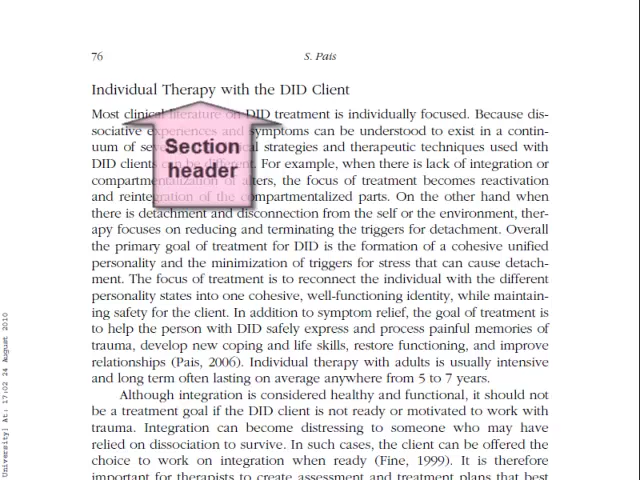 76
S. Pais
Individual Therapy with the DID Client
Most clinical literature on DID treatment is individually focused. Because dis-
sociative experiences and symptoms can be understood to exist in a contin-
uum of strategies and therapeutic techniques used with
DID clients can be different. For example, when there is lack of integration or
compartmentalization of alters, the focus of treatment becomes reactivation
and reintegration of the compartmentalized parts. On the other hand when
there is detachment and disconnection from the self or the environment, ther-
apy focuses on reducing and terminating the triggers for detachment. Overall
the primary goal of treatment for DID is the formation of a cohesive unified
personality and the minimization of triggers for stress that can cause detach-
ment. The focus of treatment is to reconnect the individual with the different
personality states into one cohesive, well-functioning identity, while maintain-
ing safety for the client. In addition to symptom relief, the goal of treatment is
to help the person with DID safely express and process painful memories of
trauma, develop new coping and life skills, restore functioning, and improve
relationships (Pais, 2006). Individual therapy with adults is usually intensive
and long term often lasting on average anywhere from 5 to 7 years.
Although integration is considered healthy and functional, it should not
be a treatment goal if the DID client is not ready or motivated to work with
trauma. Integration can become distressing to someone who may have
relied on dissociation to survive. In such cases, the client can be offered the
choice to work on integration when ready (Fine, 1999). It is therefore
important for therapists to create assessment and treatment plans that best
Section
header
University] At: 17:02 24 August 2010